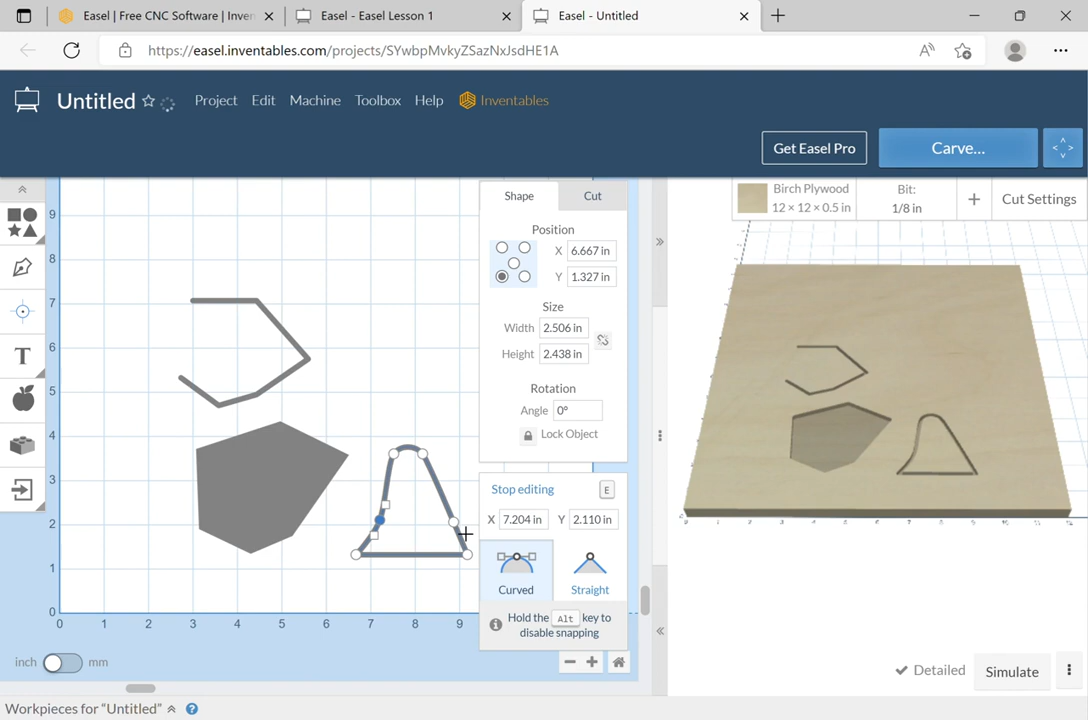 Easel | Free CNC Software | Inven
Easel - Easel Lesson 1
Easel - Untitled
https://easel.inventables.com/projects/SYwbpMvkyZSazNxJsdHE1A
Untitled
Project
Edit
Machine
Toolbox
Help
Inventables
Get Easel Pro
Carve...
Shape
Cut
Position
X 6.667 in
Y 1.327 in
Size
Width 2.506 in
Height 2.438 in
Rotation
Angle 0°
Lock Object
Stop editing E
X 7.204 in Y 2.110 in
Curved
Straight
Hold the Alt key to
disable snapping
9
8
7
6
5
4
3
2
1
0
0 1 2 3 4 5 6 7 8 9
inch mm
T
Birch Plywood
12 × 12 × 0.5 in
Bit:
1/8 in
Cut Settings
Detailed
Simulate
Workpieces for “Untitled”